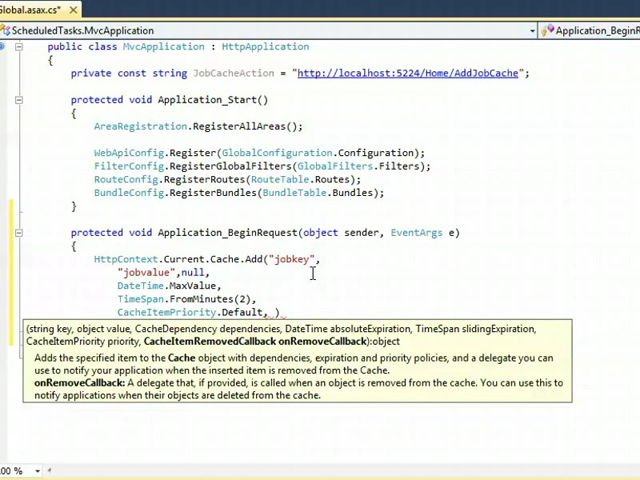 Global.asax.cs*
ScheduledTasks.MvcApplication
Application_BeginR
public class MvcApplication : HttpApplication
{
private const string JobCacheAction = "http://localhost:5224/Home/AddJobCache";
protected void Application_Start()
{
AreaRegistration.RegisterAllAreas();
WebApiConfig.Register(GlobalConfiguration.Configuration);
FilterConfig.RegisterGlobalFilters(GlobalFilters.Filters);
RouteConfig.RegisterRoutes(RouteTable.Routes);
BundleConfig.RegisterBundles(BundleTable.Bundles);
}
protected void Application_BeginRequest(object sender, EventArgs e)
{
HttpContext.Current.Cache.Add("jobkey",
"jobvalue",null,
DateTime.MaxValue,
TimeSpan.FromMinutes(2),
CacheItemPriority.Default, )
(string key, object value, CacheDependency dependencies, DateTime absoluteExpiration, TimeSpan slidingExpiration,
CacheItemPriority priority, CacheItemRemovedCallback onRemoveCallback):object
Adds the specified item to the Cache object with dependencies, expiration and priority policies, and a delegate you can
use to notify your application when the inserted item is removed from the Cache.
onRemoveCallback: A delegate that, if provided, is called when an object is removed from the cache. You can use this to
notify applications when their objects are deleted from the cache.
00 %